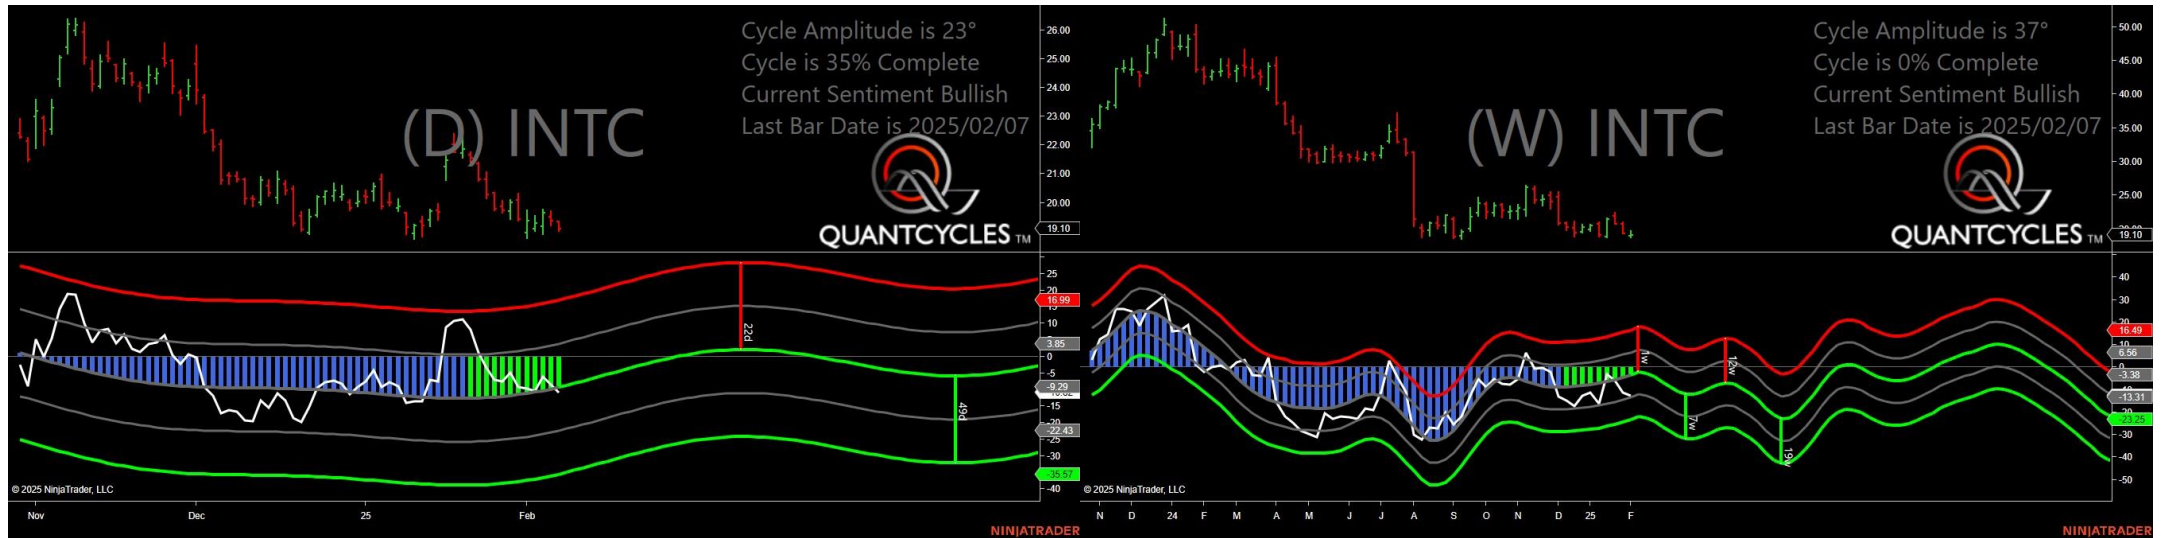 Cycle Amplitude is 23°
Cycle is 35% Complete
Current Sentiment Bullish
Last Bar Date is 2025/02/07
(D) INTC
QUANTCYCLES TM
26.00
25.00
24.00
23.00
22.00
21.00
20.00
19.10
25
20
16.99
15
10
3.85
0
-5
-9.29
-15
-20
-22.43
-25
-30
-35.57
-40
22d
49d
© 2025 NinjaTrader, LLC
Nov Dec 25 Feb
NINJATRADER
Cycle Amplitude is 37°
Cycle is 0% Complete
Current Sentiment Bullish
Last Bar Date is 2025/02/07
(W) INTC
QUANTCYCLES TM
50.00
45.00
40.00
35.00
30.00
25.00
19.10
40
30
20
16.49
10
6.56
0
-3.38
-13.31
-23.25
-30
-40
-50
1w
12w
7w
19w
© 2025 NinjaTrader, LLC
N D 24 F M A M J J A S O N D 25 F
NINJATRADER